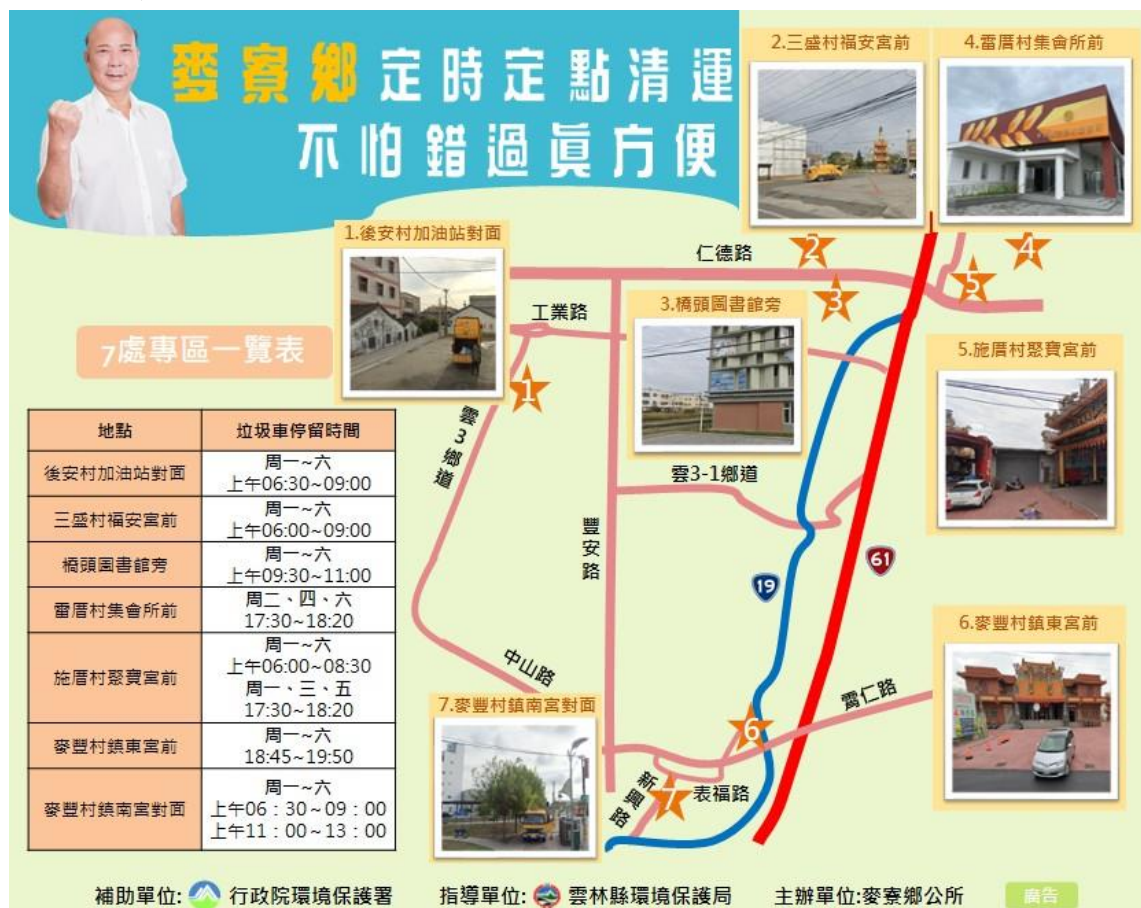 麥寮鄉定時定點清運
不怕錯過真方便
2.三盛村福安宮前
4.雷厝村集會所前
1.後安村加油站對面
仁德路
2
4
5
3
工業路
3.橋頭圖書館旁
5.施厝村聚寶宮前
7處專區一覽表
1
雲3鄉道
地點 垃圾車停留時間
後安村加油站對面 周一~六
上午06:30~09:00
三盛村福安宮前 周一~六
上午06:00~09:00
橋頭圖書館旁 周一~六
上午09:30~11:00
雷厝村集會所前 周二、四、六
17:30~18:20
施厝村聚寶宮前 周一~六
上午06:00~08:30
周一、三、五
17:30~18:20
麥豐村鎮東宮前 周一~六
18:45~19:50
麥豐村鎮南宮對面 周一~六
上午06：30~09：00
上午11：00~13：00
雲3-1鄉道
豐安路
19
61
6.麥豐村鎮東宮前
中山路
霄仁路
7.麥豐村鎮南宮對面
6
新興路
7
表福路
補助單位: 行政院環境保護署 指導單位: 雲林縣環境保護局 主辦單位:麥寮鄉公所 廣告